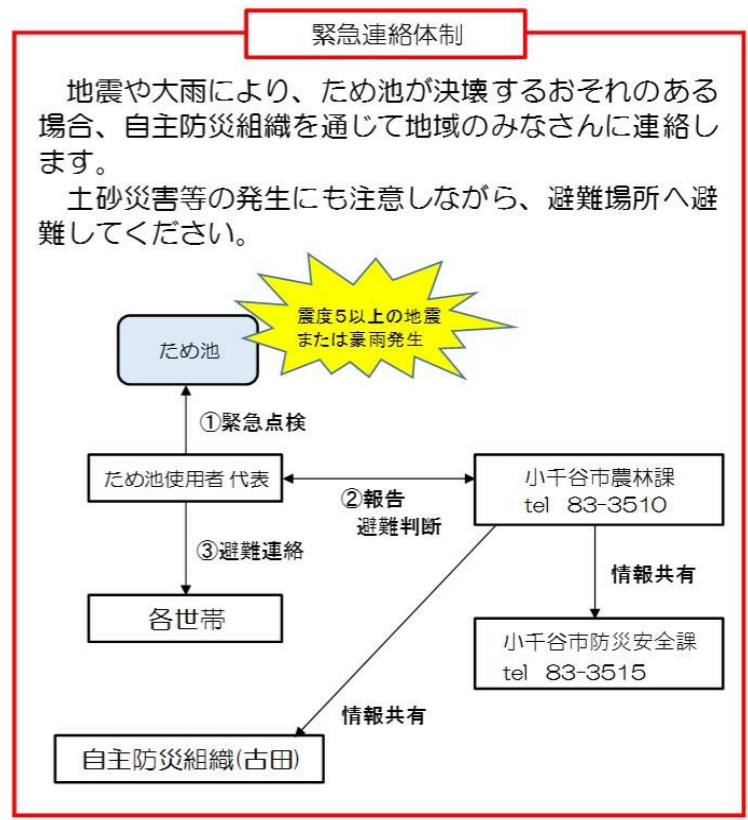 緊急連絡体制
地震や大雨により、ため池が決壊するおそれのある
場合、自主防災組織を通じて地域のみなさんに連絡し
ます。
土砂災害等の発生にも注意しながら、避難場所へ避
難してください。
震度5以上の地震
または豪雨発生
ため池
①緊急点検
ため池使用者 代表
②報告
避難判断
小千谷市農林課
tel 83-3510
③避難連絡
情報共有
各世帯
小千谷市防災安全課
tel 83-3515
情報共有
自主防災組織(古田)